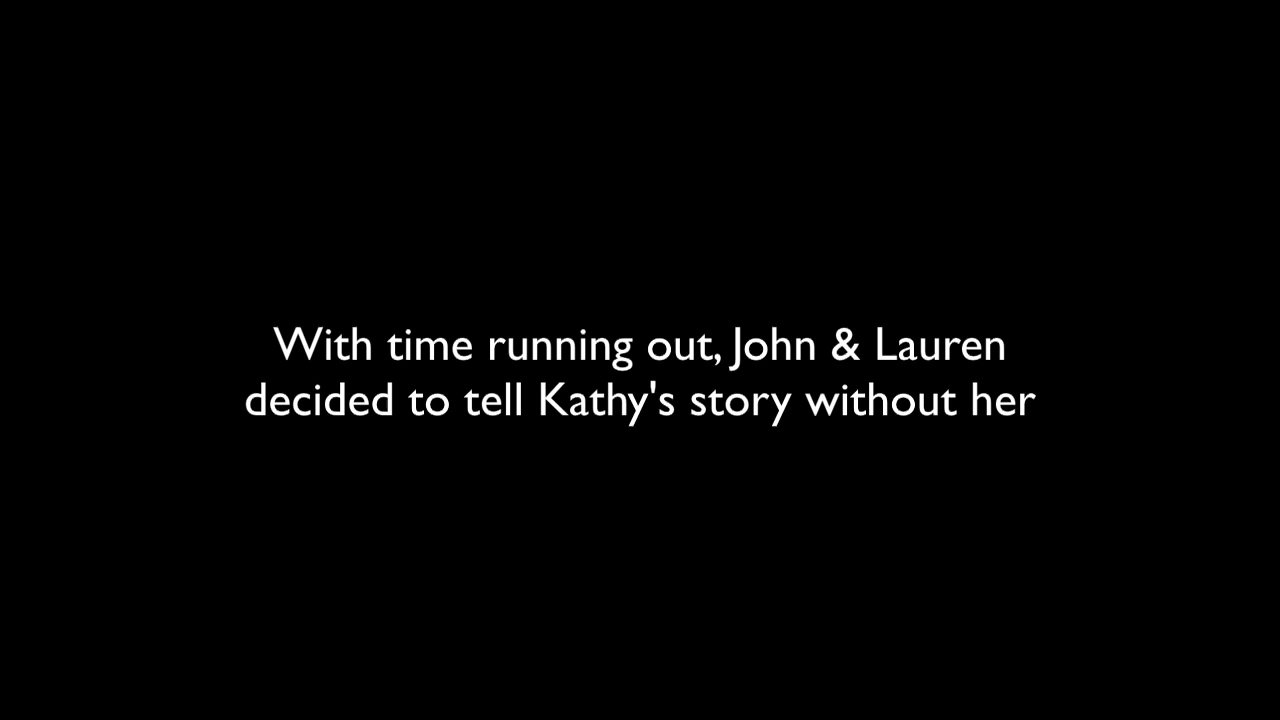 With time running out, John & Lauren
decided to tell Kathy's story without her